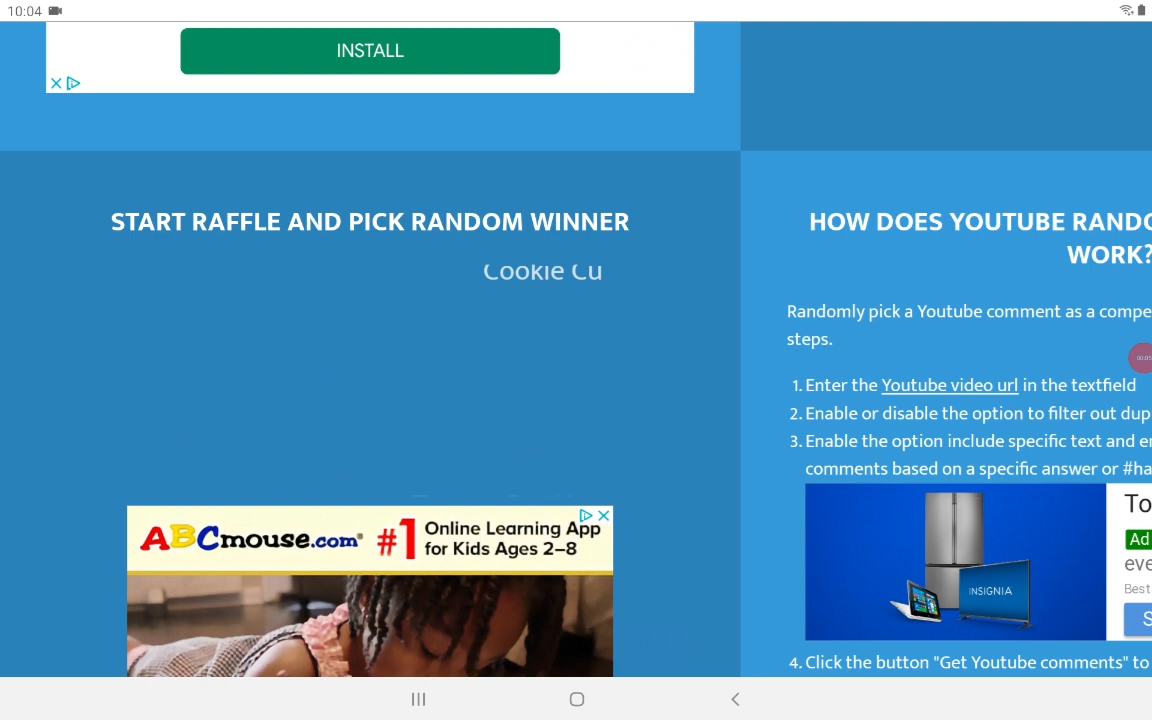 10:04
INSTALL
START RAFFLE AND PICK RANDOM WINNER
Cookie Cu
ABCmouse.com® #1 Online Learning App
for Kids Ages 2–8
HOW DOES YOUTUBE RANDO
WORK?
Randomly pick a Youtube comment as a compe
steps.
1. Enter the Youtube video url in the textfield
00:05
2. Enable or disable the option to filter out dup
3. Enable the option include specific text and en
comments based on a specific answer or #ha
INSIGNIA
To
Ad
eve
Best
S
4. Click the button "Get Youtube comments" to